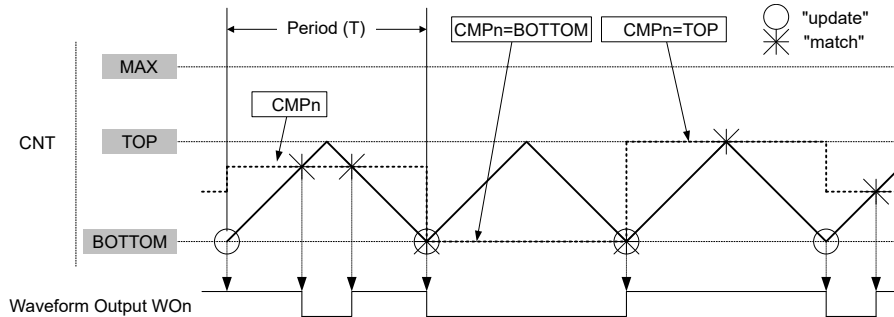 Period (T)
CMPn=BOTTOM
CMPn=TOP
"update"
"match"
MAX
CMPn
CNT
TOP
BOTTOM
Waveform Output WOn